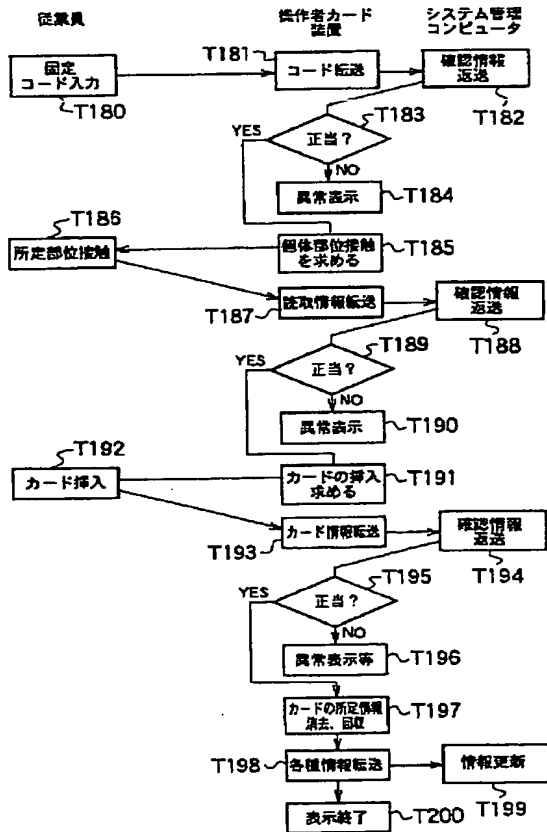 従業員
操作者カード
装置
システム管理
コンピュータ
固定
コード入力
T180
T181
コード転送
確認情報
返送
T182
T183
正当?
YES
NO
異常表示
T184
T186
所定部位接触
個体部位接触
を求める
T185
読取情報転送
T187
確認情報
返送
T188
T189
正当?
YES
NO
異常表示
T190
T192
カード挿入
カードの挿入
求める
T191
カード情報転送
T193
確認情報
返送
T194
T195
正当?
YES
NO
異常表示等
T196
カードの所定情報
消去、回収
T197
T198
各種情報転送
情報更新
T199
表示終了
T200